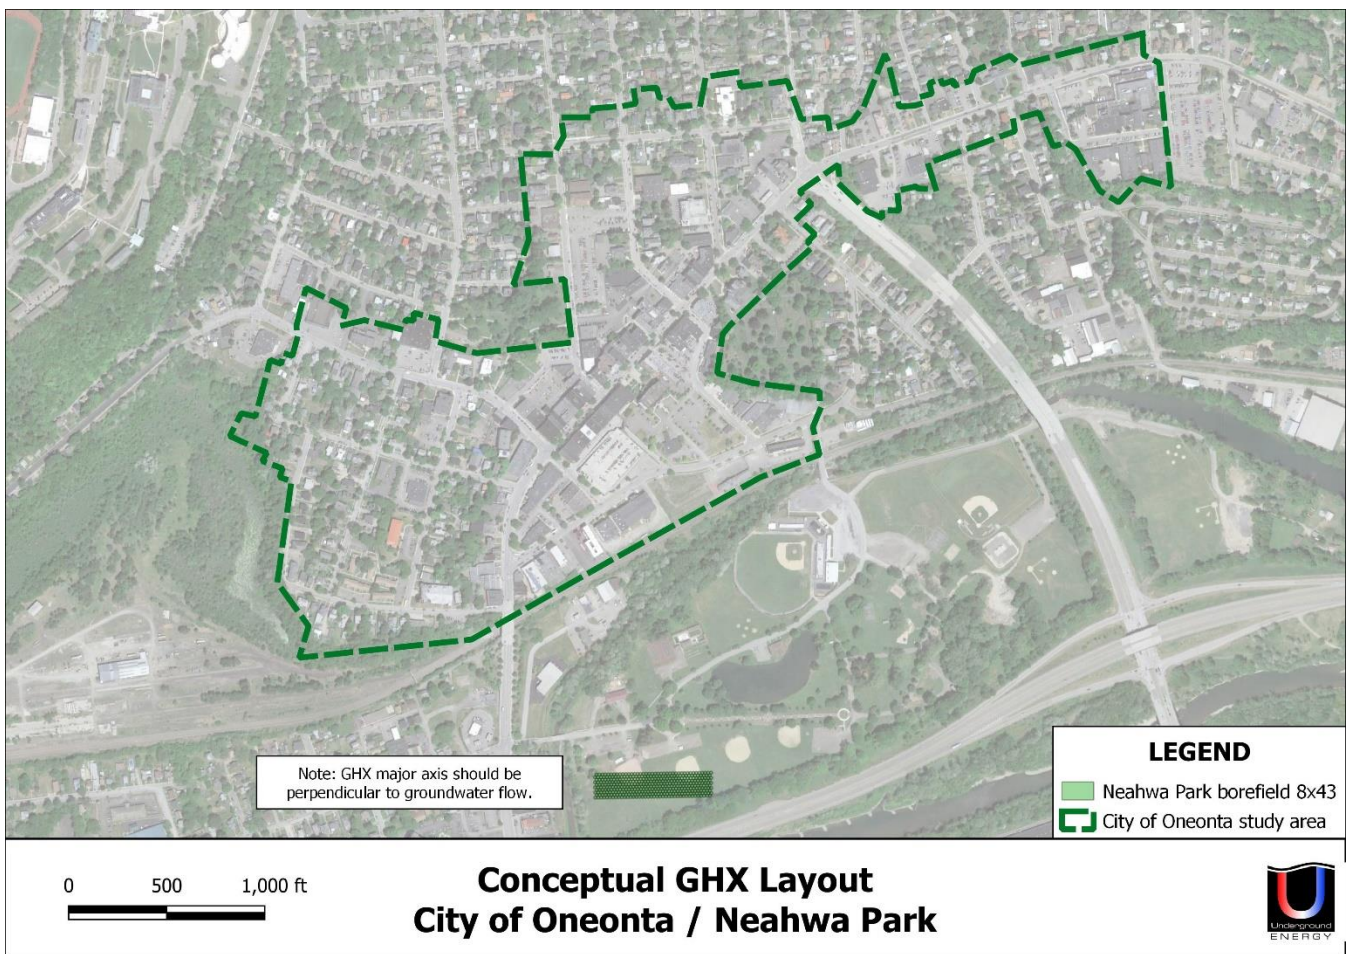 Note: GHX major axis should be
perpendicular to groundwater flow.
LEGEND
Neahwa Park borefield 8x43
City of Oneonta study area
0 500 1,000 ft
Conceptual GHX Layout
City of Oneonta / Neahwa Park
Underground
ENERGY